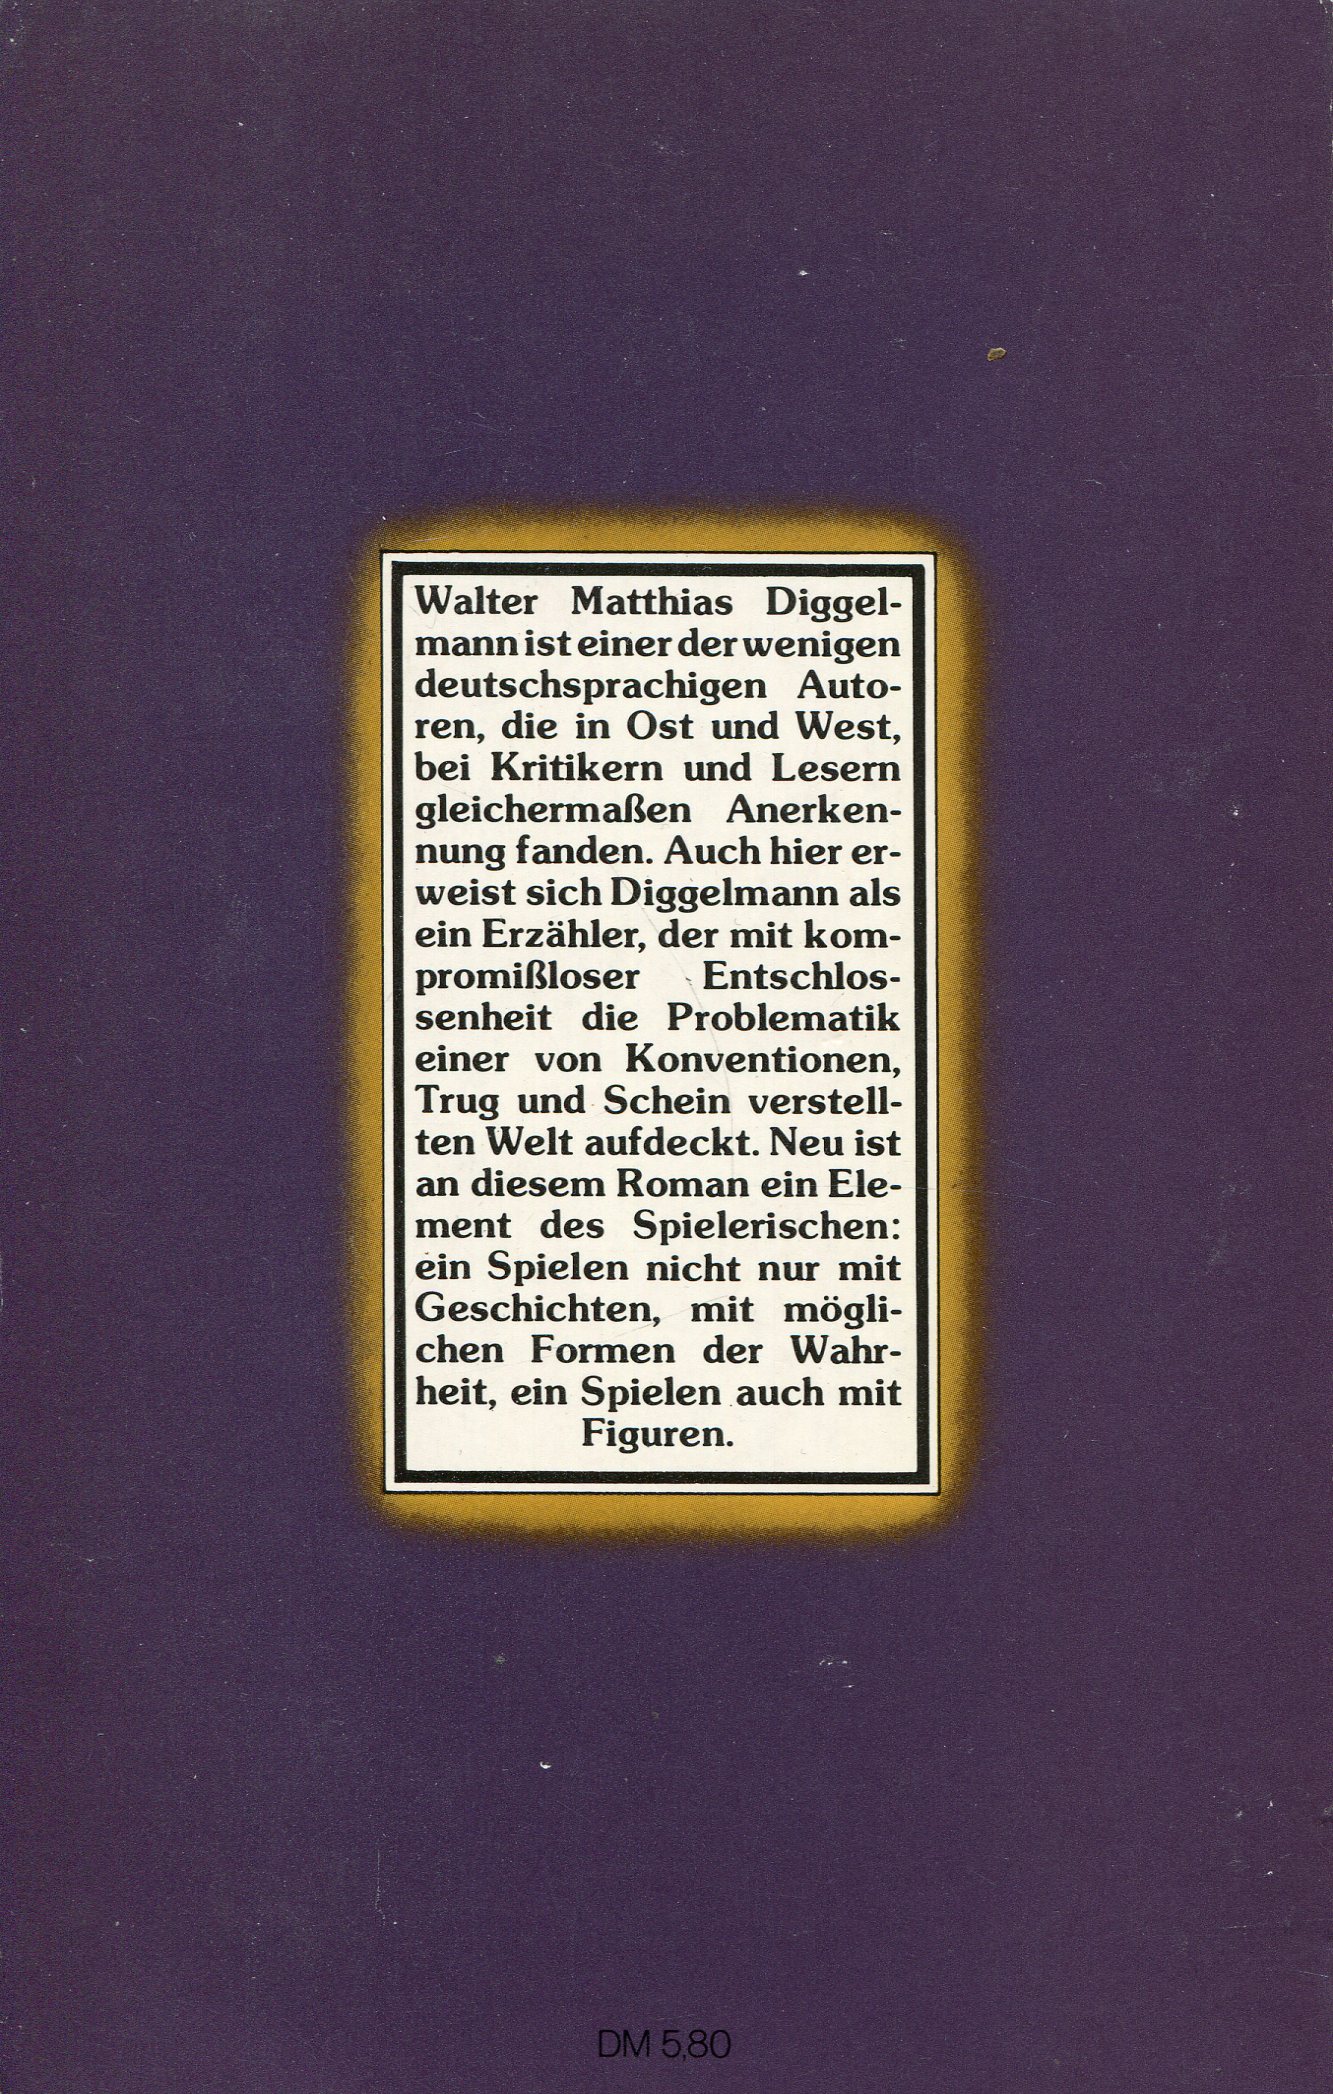 Walter Matthias Diggel-
mann ist einer der wenigen
deutschsprachigen Auto-
ren, die in Ost und West,
bei Kritikern und Lesern
gleichermaßen Anerken-
nung fanden. Auch hier er-
weist sich Diggelmann als
ein Erzähler, der mit kom-
promißloser Entschlos-
senheit die Problematik
einer von Konventionen,
Trug und Schein verstell-
ten Welt aufdeckt. Neu ist
an diesem Roman ein Ele-
ment des Spielerischen:
ein Spielen nicht nur mit
Geschichten, mit mögli-
chen Formen der Wahr-
heit, ein Spielen auch mit
Figuren.
DM 5,80